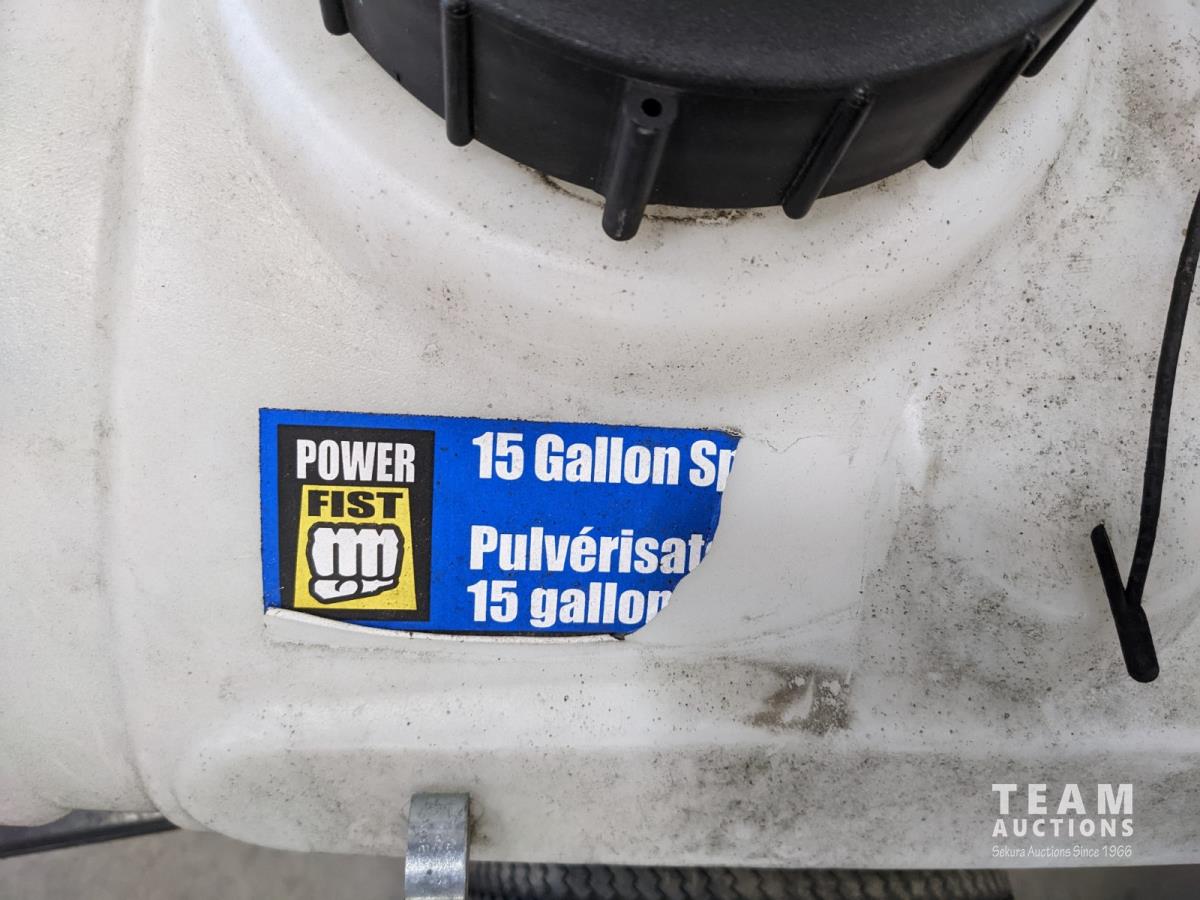 POWER
FIST
15 Gallon Sp
Pulvérisat
15 gallon
TEAM
AUCTIONS
Sekura Auctions Since 1966